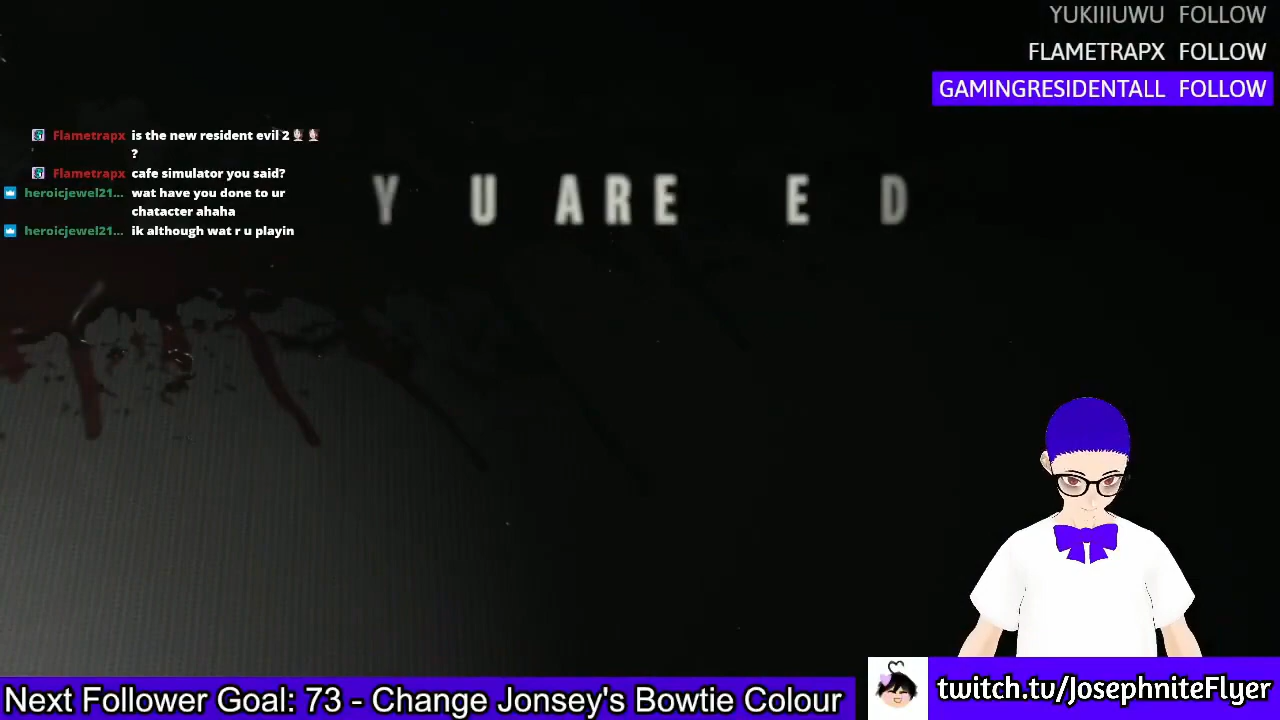 YUKIIIUWU FOLLOW
FLAMETRAPX FOLLOW
GAMINGRESIDENTALL FOLLOW
Flametrapx is the new resident evil 2
?
Flametrapx cafe simulator you said?
heroicjewel21... wat have you done to ur
chatacter ahaha
heroicjewel21... ik although wat r u playin
Y U ARE E D
Next Follower Goal: 73 - Change Jonsey's Bowtie Colour
twitch.tv/JosephniteFlyer